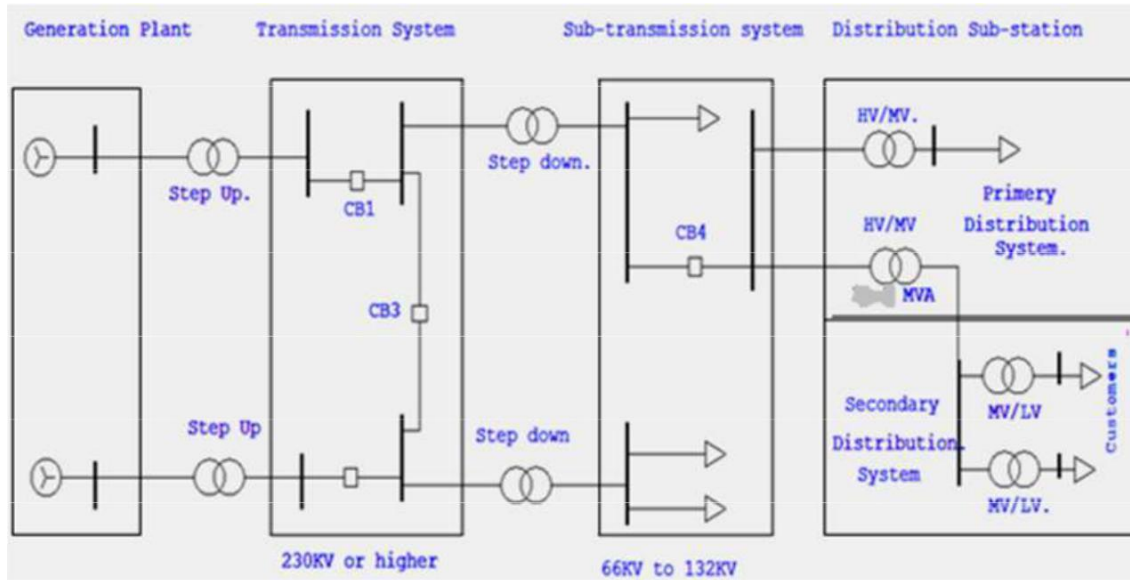 Generation Plant
Transmission System
Sub-transmission system
Distribution Sub-station
HV/MV.
Step Up.
Step down.
CB1
Primery
Distribution
System.
CB4
HV/MV
MVA
CB3
Customers
Step Up
Step down
Secondary
Distribution.
System
MV/LV
MV/LV.
230KV or higher
66KV to 132KV